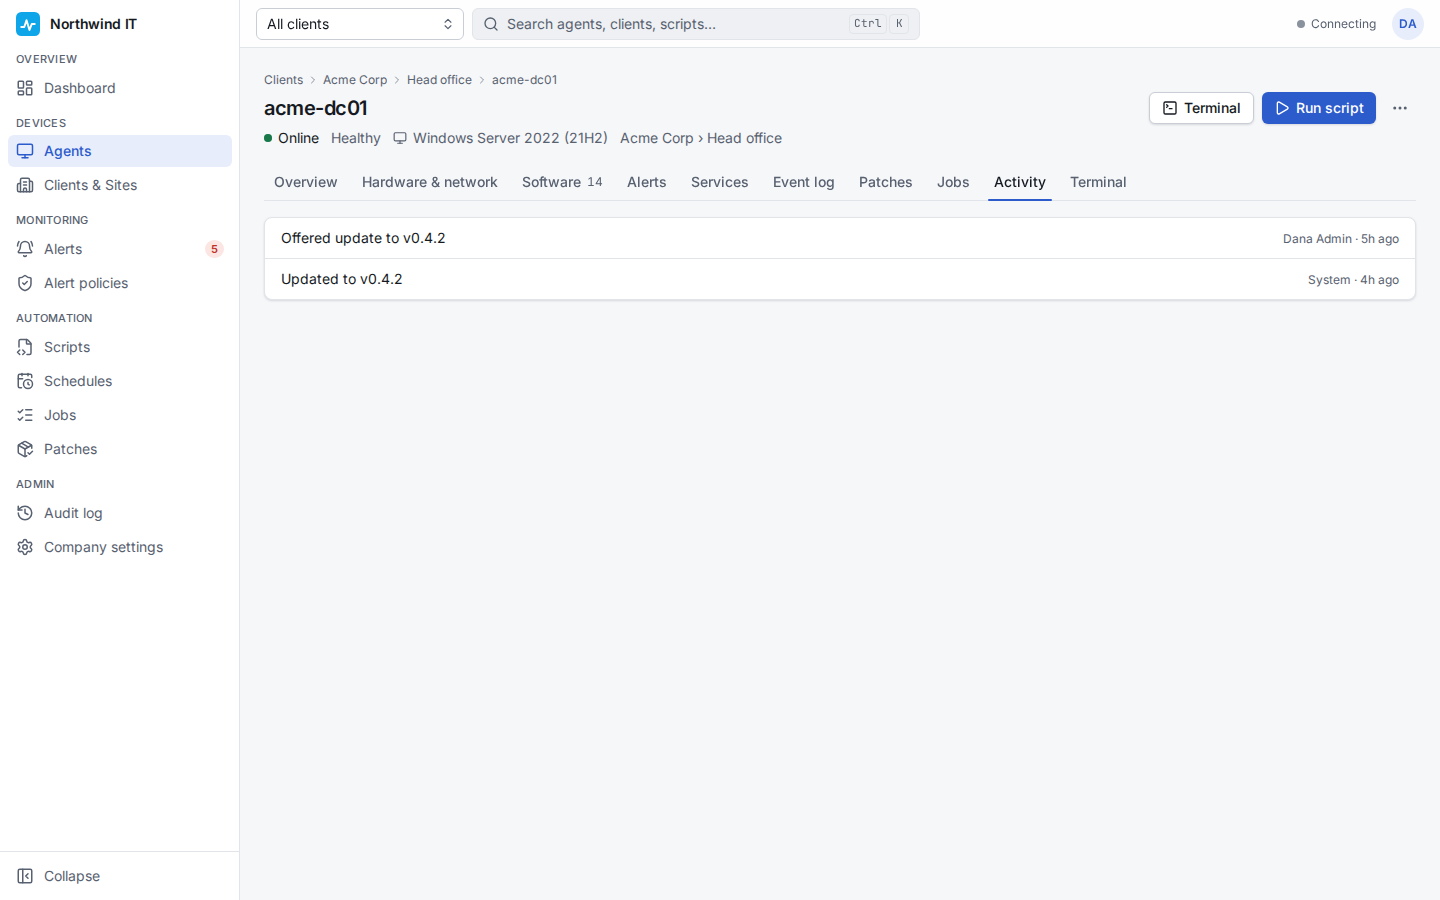 Northwind IT
All clients
Search agents, clients, scripts...
Ctrl K
Connecting
DA
OVERVIEW
Dashboard
DEVICES
Agents
Clients & Sites
MONITORING
Alerts
5
Alert policies
AUTOMATION
Scripts
Schedules
Jobs
Patches
ADMIN
Audit log
Company settings
Collapse
Clients > Acme Corp > Head office > acme-dc01
acme-dc01
Terminal
Run script
Online Healthy Windows Server 2022 (21H2) Acme Corp › Head office
Overview Hardware & network Software 14 Alerts Services Event log Patches Jobs Activity Terminal
Offered update to v0.4.2
Dana Admin · 5h ago
Updated to v0.4.2
System · 4h ago